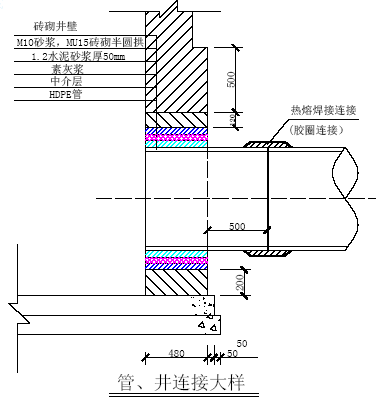 砖砌井壁
M10砂浆，MU15砖砌半圆拱
1.2水泥砂浆厚50mm
素灰浆
中介层
HDPE管
500
120
热熔焊接连接
(胶圈连接)
500
200
50
480
50
管、井连接大样